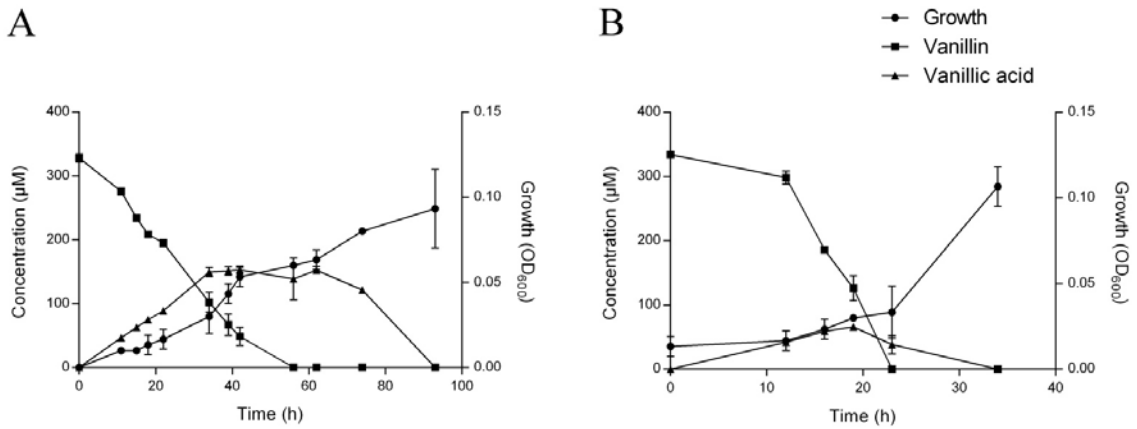 A
B
Growth
Vanillin
Vanillic acid
400
300
200
100
0
Concentration (µM)
0.15
0.10
0.05
0.00
Growth (OD600)
0
20
40
60
80
100
Time (h)
400
300
200
100
0
Concentration (µM)
0.15
0.10
0.05
0.00
Growth (OD600)
0
10
20
30
40
Time (h)